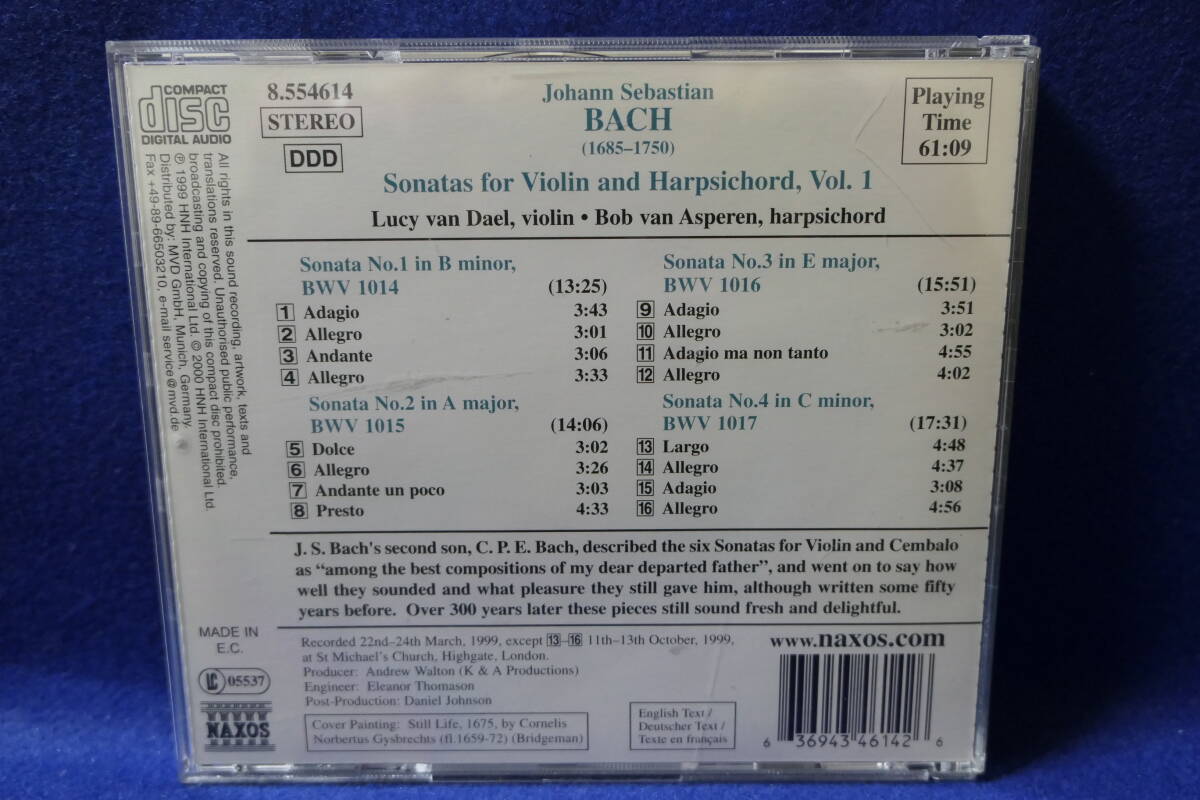 COMPACT
disc
DIGITAL AUDIO
8.554614
STEREO
DDD
Johann Sebastian
BACH
(1685–1750)
Playing
Time
61:09
Sonatas for Violin and Harpsichord, Vol. 1
Lucy van Dael, violin • Bob van Asperen, harpsichord
Sonata No.1 in B minor,
BWV 1014 (13:25)
1 Adagio 3:43
2 Allegro 3:01
3 Andante 3:06
4 Allegro 3:33
Sonata No.2 in A major,
BWV 1015 (14:06)
5 Dolce 3:02
6 Allegro 3:26
7 Andante un poco 3:03
8 Presto 4:33
Sonata No.3 in E major,
BWV 1016 (15:51)
9 Adagio 3:51
10 Allegro 3:02
11 Adagio ma non tanto 4:55
12 Allegro 4:02
Sonata No.4 in C minor,
BWV 1017 (17:31)
13 Largo 4:48
14 Allegro 4:37
15 Adagio 3:08
16 Allegro 4:56
J. S. Bach's second son, C. P. E. Bach, described the six Sonatas for Violin and Cembalo
as “among the best compositions of my dear departed father”, and went on to say how
well they sounded and what pleasure they still gave him, although written some fifty
years before. Over 300 years later these pieces still sound fresh and delightful.
All rights in this sound recording, artwork, texts and
translations reserved. Unauthorised public performance,
broadcasting and copying of this compact disc prohibited.
℗ 1999 HNH International Ltd. © 2000 HNH International Ltd.
Distributed by: MVD GmbH, Munich, Germany.
Fax +49-89-66503210, e-mail service@mvd.de
MADE IN
E.C.
LC 05537
NAXOS
Recorded 22nd–24th March, 1999, except 13–16 11th–13th October, 1999,
at St Michael's Church, Highgate, London.
Producer: Andrew Walton (K & A Productions)
Engineer: Eleanor Thomason
Post-Production: Daniel Johnson
Cover Painting: Still Life, 1675, by Cornelis
Norbertus Gysbrechts (fl.1659-72) (Bridgeman)
English Text /
Deutscher Text /
Texte en français
www.naxos.com
6 36943 46142 6